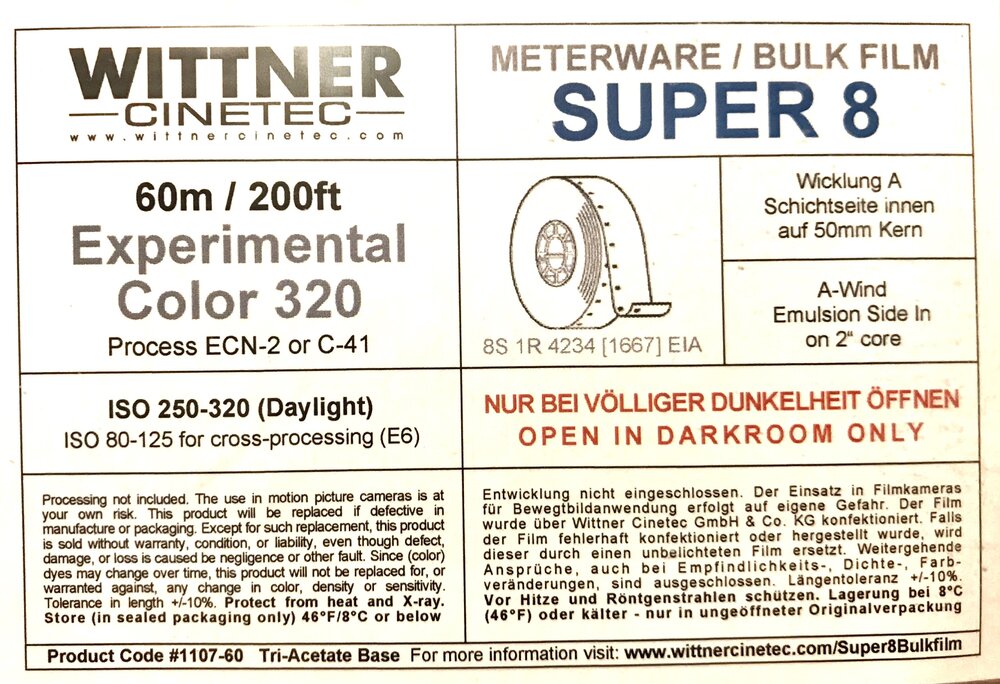 WITTNER
CINETEC
www.wittnercinetec.com
METERWARE / BULK FILM
SUPER 8
60m / 200ft
Experimental
Color 320
Process ECN-2 or C-41
8S 1R 4234 [1667] EIA
Wicklung A
Schichtseite innen
auf 50mm Kern
A-Wind
Emulsion Side In
on 2“ core
ISO 250-320 (Daylight)
ISO 80-125 for cross-processing (E6)
NUR BEI VÖLLIGER DUNKELHEIT ÖFFNEN
OPEN IN DARKROOM ONLY
Processing not included. The use in motion picture cameras is at
your own risk. This product will be replaced if defective in
manufacture or packaging. Except for such replacement, this product
is sold without warranty, condition, or liability, even though defect,
damage, or loss is caused be negligence or other fault. Since (color)
dyes may change over time, this product will not be replaced for, or
warranted against, any change in color, density or sensitivity.
Tolerance in length +/-10%. Protect from heat and X-ray.
Store (in sealed packaging only) 46°F/8°C or below
Entwicklung nicht eingeschlossen. Der Einsatz in Filmkameras
für Bewegtbildanwendung erfolgt auf eigene Gefahr. Der Film
wurde über Wittner Cinetec GmbH & Co. KG konfektioniert. Falls
der Film fehlerhaft konfektioniert oder hergestellt wurde, wird
dieser durch einen unbelichteten Film ersetzt. Weitergehende
Ansprüche, auch bei Empfindlichkeits-, Dichte-, Farb-
veränderungen, sind ausgeschlossen. Längentoleranz +/-10%.
Vor Hitze und Röntgenstrahlen schützen. Lagerung bei 8°C
(46°F) oder kälter - nur in ungeöffneter Originalverpackung
Product Code #1107-60 Tri-Acetate Base For more information visit: www.wittnercinetec.com/Super8Bulkfilm